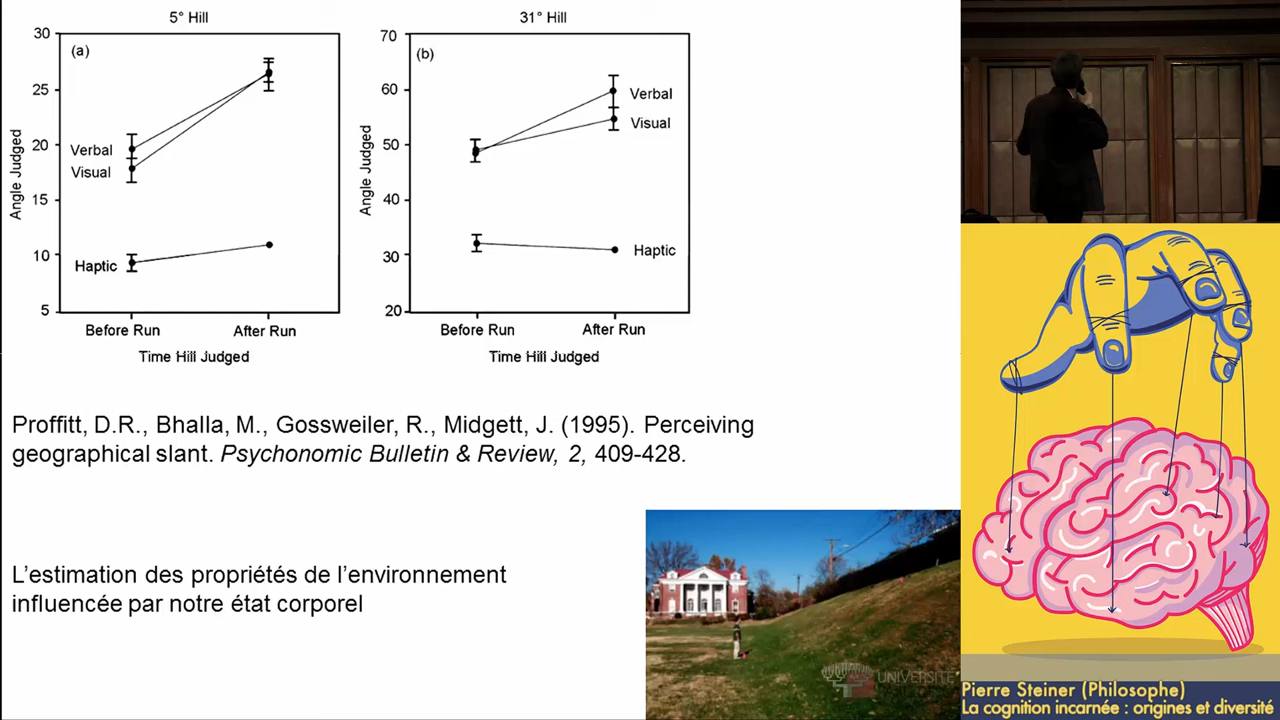 5° Hill
30
25
20
15
10
5
(a)
Angle Judged
Verbal
Visual
Haptic
Before Run
After Run
Time Hill Judged
31° Hill
70
60
50
40
30
20
(b)
Angle Judged
Verbal
Visual
Haptic
Before Run
After Run
Time Hill Judged
Proffitt, D.R., Bhalla, M., Gossweiler, R., Midgett, J. (1995). Perceiving
geographical slant. Psychonomic Bulletin & Review, 2, 409-428.
L'estimation des propriétés de l'environnement
influencée par notre état corporel
UNIVERSITÉ
Pierre Steiner (Philosophe)
La cognition incarnée : origines et diversité